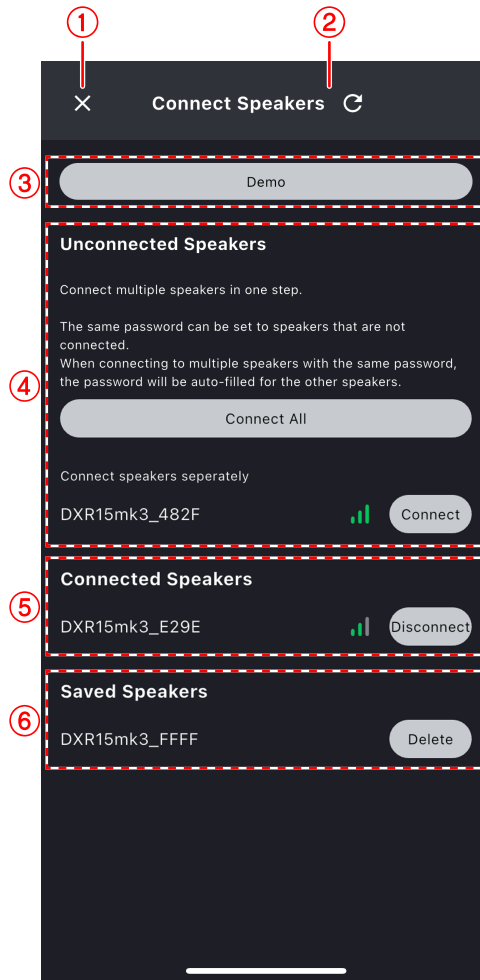 ① ②
Connect Speakers
③
Demo
Unconnected Speakers
Connect multiple speakers in one step.
The same password can be set to speakers that are not
connected.
When connecting to multiple speakers with the same password,
④
the password will be auto-filled for the other speakers.
Connect All
Connect speakers seperately
DXR15mk3_482F Connect
Connected Speakers
⑤
DXR15mk3_E29E Disconnect
Saved Speakers
⑥
DXR15mk3_FFFF Delete